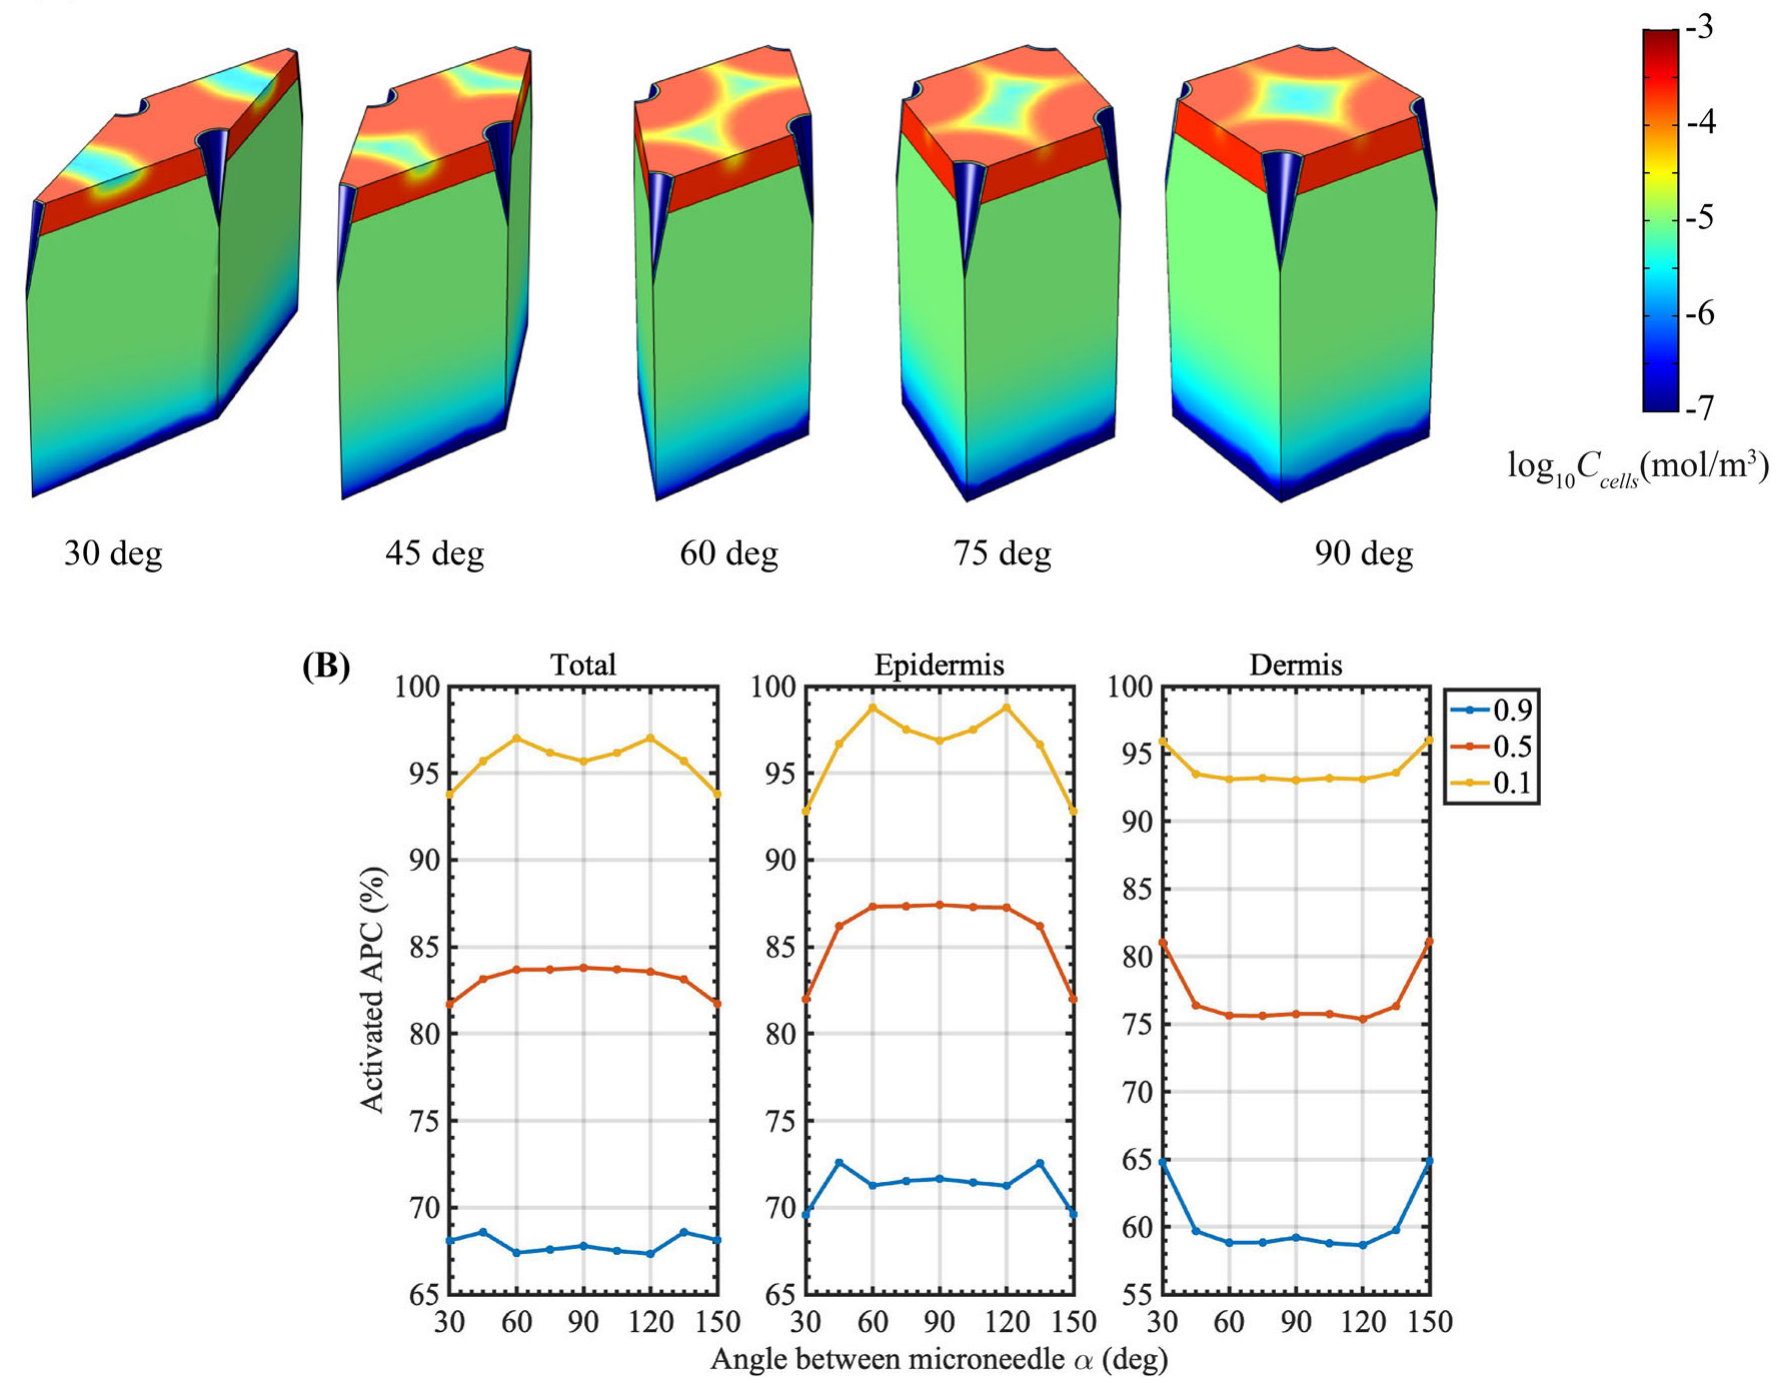 -3
-4
-5
-6
-7
log10Ccells(mol/m3)
30 deg
45 deg
60 deg
75 deg
90 deg
(B)
Total
Epidermis
Dermis
100
95
90
85
80
75
70
65
100
95
90
85
80
75
70
65
100
95
90
85
80
75
70
65
60
55
0.9
0.5
0.1
Activated APC (%)
30 60 90 120 150
30 60 90 120 150
30 60 90 120 150
Angle between microneedle α (deg)